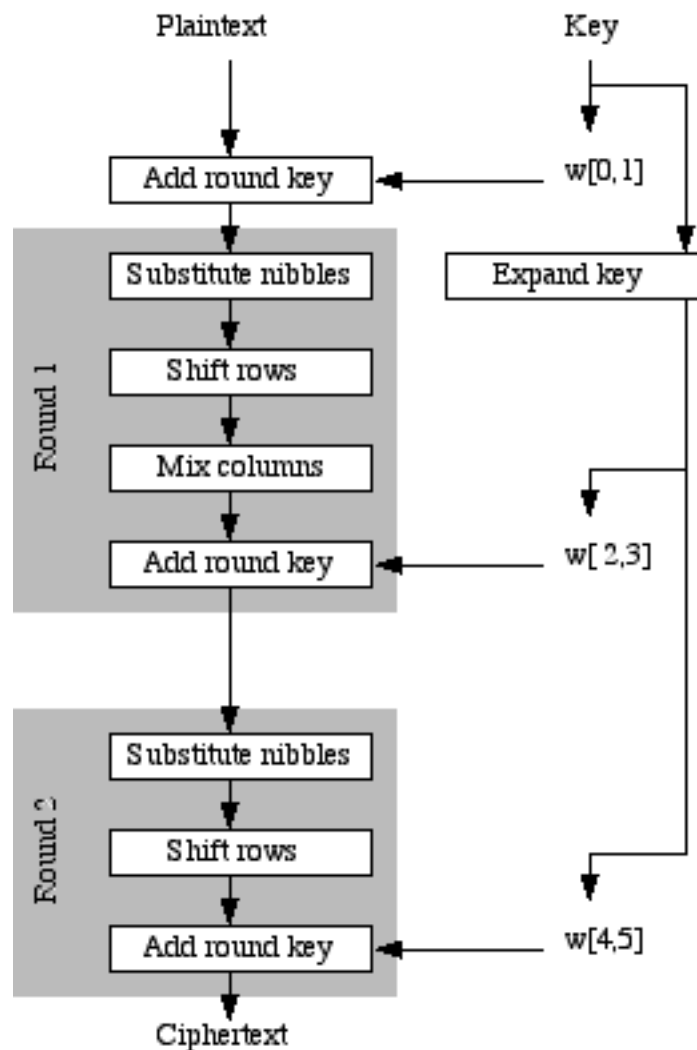 Plaintext
Key
Add round key
w[0,1]
Round 1
Substitute nibbles
Expand key
Shift rows
Mix columns
Add round key
w[ 2,3]
Round 2
Substitute nibbles
Shift rows
Add round key
w[4,5]
Ciphertext